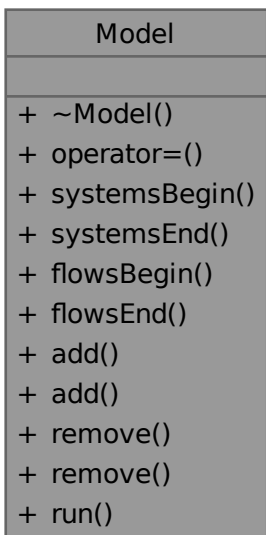 Model
+ ~Model()
+ operator=()
+ systemsBegin()
+ systemsEnd()
+ flowsBegin()
+ flowsEnd()
+ add()
+ add()
+ remove()
+ remove()
+ run()